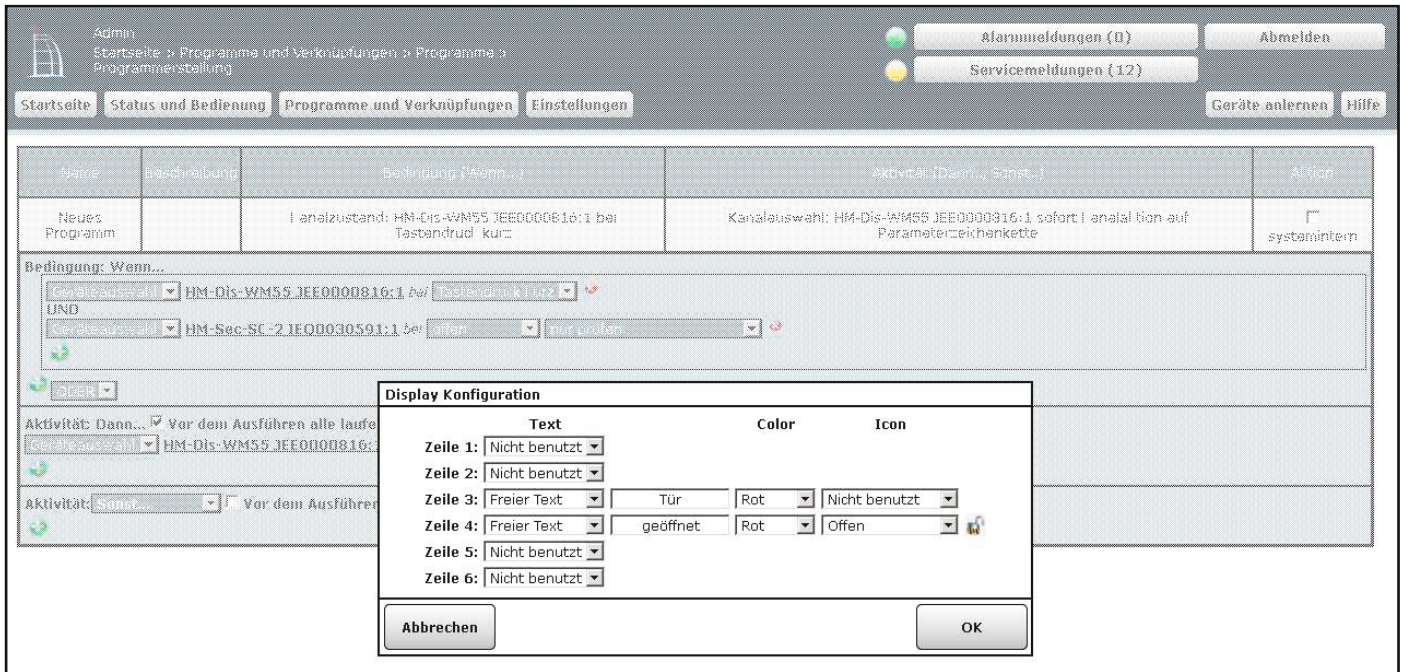 Admin
Startseite > Programme und Verknüpfungen > Programme >
Programmerstellung
Alarmmeldungen (0)
Abmelden
Servicemeldungen (12)
Startseite
Status und Bedienung
Programme und Verknüpfungen
Einstellungen
Geräte anlernen
Hilfe
Name
Beschreibung
Bedingung (Wenn...)
Aktivität (Dann..., Sonst...)
Aktion
Neues
Programm
Kanalzustand: HM-Dis-WM55 JEE0000816:1 bei
Tastendruck kurz
Kanalauswahl: HM-Dis-WM55 JEE0000816:1 sofort Kanalaktion auf
Parameterzeichenkette
systemintern
Bedingung: Wenn...
Geräteauswahl HM-Dis-WM55 JEE0000816:1 bei Tastendruck kurz
UND
Geräteauswahl HM-Sec-SC-2 IEQ0030591:1 bei offen nur prüfen
ODER
Aktivität: Dann... Vor dem Ausführen alle laufe
Geräteauswahl HM-Dis-WM55 JEE0000816:1
Aktivität: Sonst... Vor dem Ausführen
Display Konfiguration
Text Color Icon
Zeile 1: Nicht benutzt
Zeile 2: Nicht benutzt
Zeile 3: Freier Text Tür Rot Nicht benutzt
Zeile 4: Freier Text geöffnet Rot Offen
Zeile 5: Nicht benutzt
Zeile 6: Nicht benutzt
Abbrechen
OK